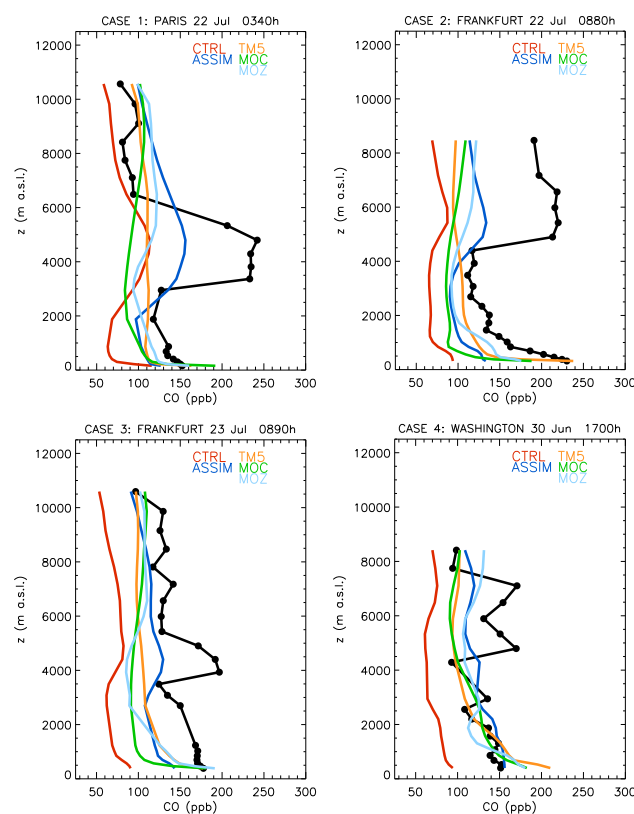 CASE 1: PARIS 22 Jul 0340h
CTRL TM5
ASSIM MOC
MOZ
z (m a.s.l.)
12000
10000
8000
6000
4000
2000
0
50 100 150 200 250 300
CO (ppb)
CASE 2: FRANKFURT 22 Jul 0880h
CTRL TM5
ASSIM MOC
MOZ
z (m a.s.l.)
12000
10000
8000
6000
4000
2000
0
50 100 150 200 250 300
CO (ppb)
CASE 3: FRANKFURT 23 Jul 0890h
CTRL TM5
ASSIM MOC
MOZ
z (m a.s.l.)
12000
10000
8000
6000
4000
2000
0
50 100 150 200 250 300
CO (ppb)
CASE 4: WASHINGTON 30 Jun 1700h
CTRL TM5
ASSIM MOC
MOZ
z (m a.s.l.)
12000
10000
8000
6000
4000
2000
0
50 100 150 200 250 300
CO (ppb)